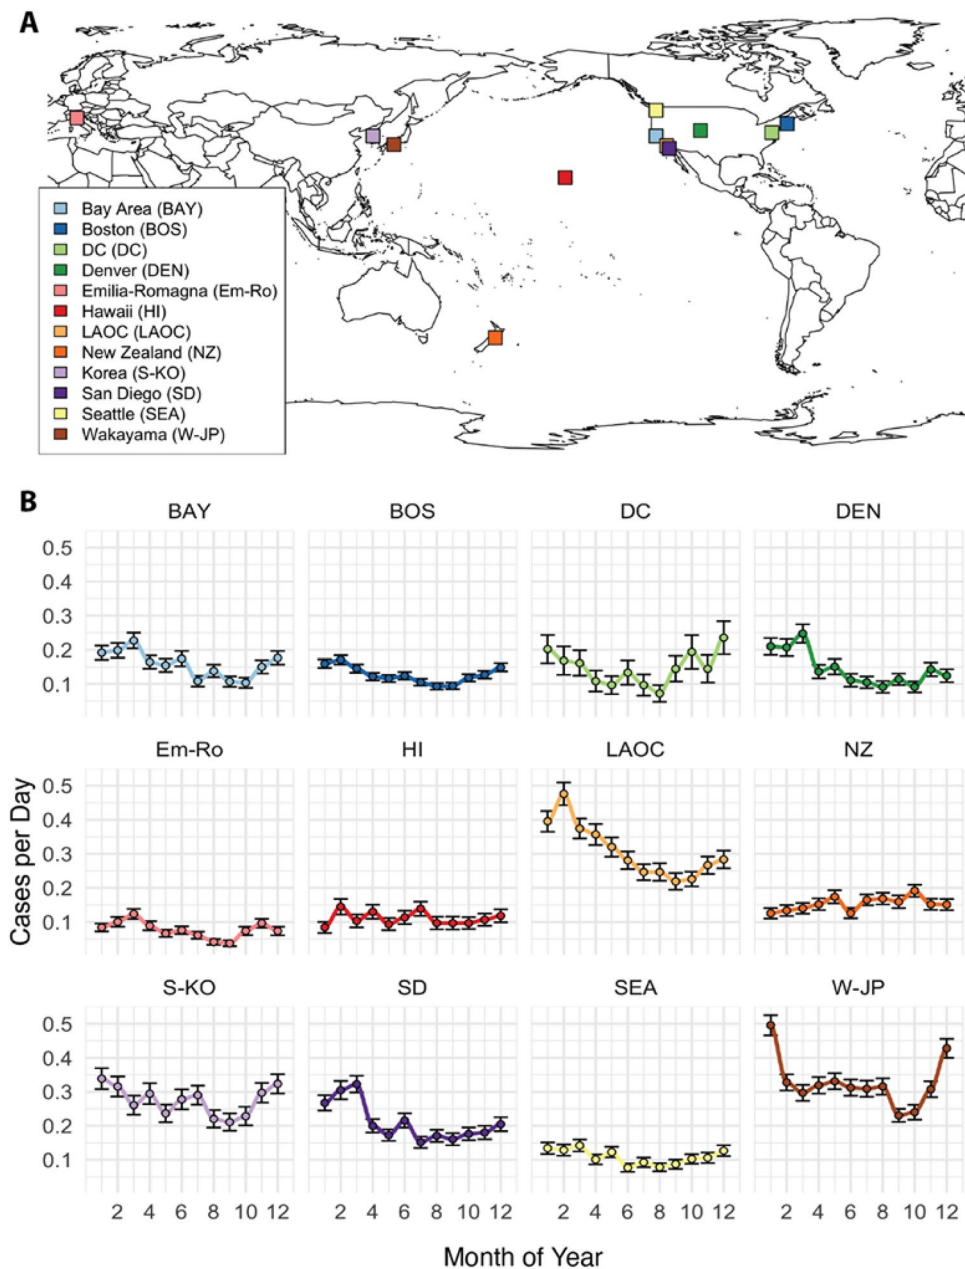 A
Bay Area (BAY)
Boston (BOS)
DC (DC)
Denver (DEN)
Emilia-Romagna (Em-Ro)
Hawaii (HI)
LAOC (LAOC)
New Zealand (NZ)
Korea (S-KO)
San Diego (SD)
Seattle (SEA)
Wakayama (W-JP)
B
BAY BOS DC DEN
0.5
0.4
0.3
0.2
0.1
Em-Ro HI LAOC NZ
0.5
0.4
0.3
0.2
0.1
Cases per Day
S-KO SD SEA W-JP
0.5
0.4
0.3
0.2
0.1
2 4 6 8 10 12 2 4 6 8 10 12 2 4 6 8 10 12 2 4 6 8 10 12
Month of Year